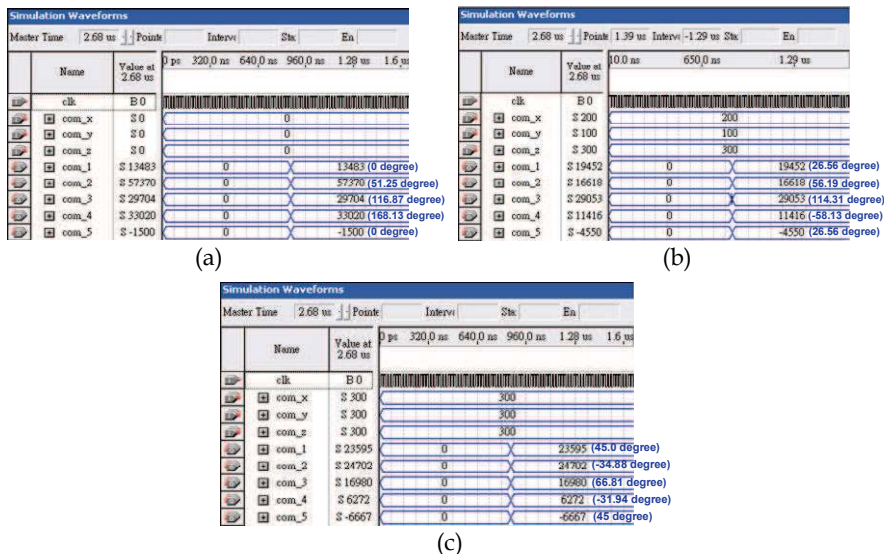 Simulation Waveforms
Master Time 2.68 us Pointe Interve Sta En
Name Value at 2.68 us 0 ps 320,0 ns 640,0 ns 960,0 ns 1.28 us 1.6 us
clk B 0
com_x S 0 0
com_y S 0 0
com_z S 0 0
com_1 S 13483 0 13483 (0 degree)
com_2 S 57370 0 57370 (51.25 degree)
com_3 S 29704 0 29704 (116.87 degree)
com_4 S 33020 0 33020 (168.13 degree)
com_5 S -1500 0 -1500 (0 degree)
(a)
Simulation Waveforms
Master Time 2.68 us Pointe 1.39 us Interve -1.29 us Sta En
Name Value at 2.68 us 10.0 ns 650,0 ns 1.29 us
clk B 0
com_x S 200 200
com_y S 100 100
com_z S 300 300
com_1 S 19452 0 19452 (26.56 degree)
com_2 S 16618 0 16618 (56.19 degree)
com_3 S 29053 0 29053 (114.31 degree)
com_4 S 11416 0 11416 (-58.13 degree)
com_5 S -4550 0 -4550 (26.56 degree)
(b)
Simulation Waveforms
Master Time 2.68 us Pointe Interve Sta En
Name Value at 2.68 us 0 ps 320,0 ns 640,0 ns 960,0 ns 1.28 us 1.6 us
clk B 0
com_x S 300 300
com_y S 300 300
com_z S 300 300
com_1 S 23595 0 23595 (45.0 degree)
com_2 S 24702 0 24702 (-34.88 degree)
com_3 S 16980 0 16980 (66.81 degree)
com_4 S 6272 0 6272 (-31.94 degree)
com_5 S -6667 0 -6667 (45 degree)
(c)